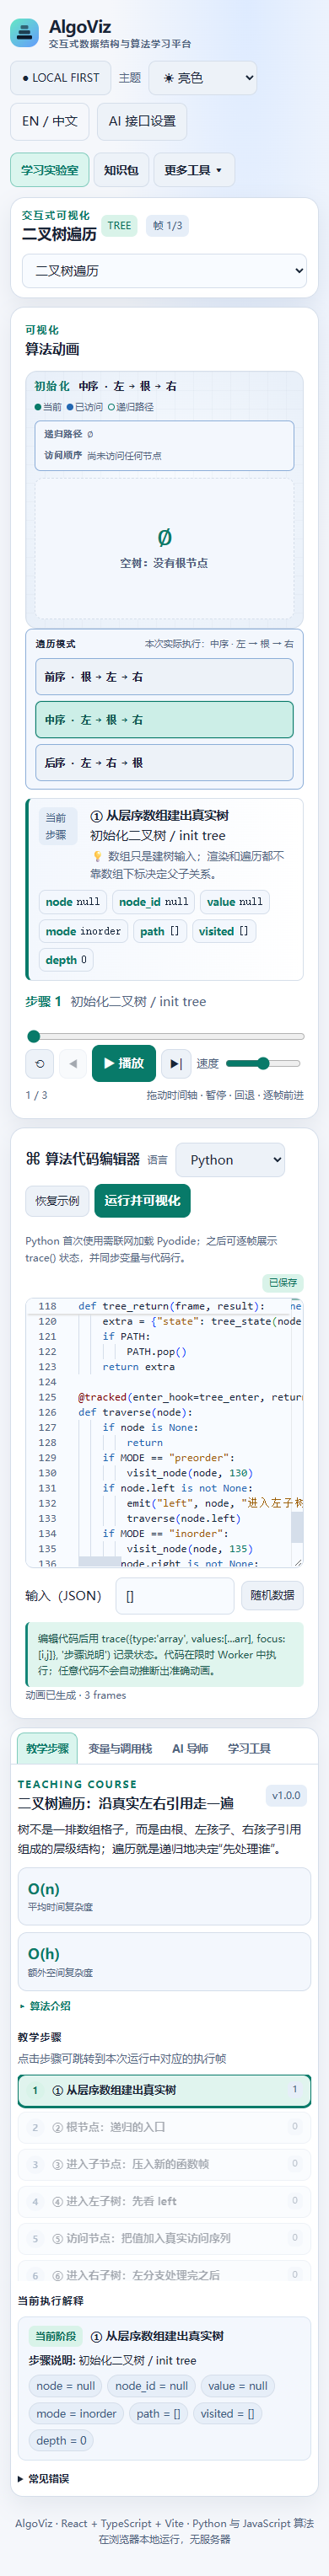 AlgoViz
交互式数据结构与算法学习平台
● LOCAL FIRST 主题 ☀ 亮色
EN / 中文 AI 接口设置
学习实验室 知识包 更多工具 ▼
交互式可视化
二叉树遍历 TREE 帧 1/3
二叉树遍历
可视化
算法动画
初始化 中序 · 左 → 根 → 右
当前 已访问 递归路径
递归路径 Ø
访问顺序 尚未访问任何节点
Ø
空树：没有根节点
遍历模式 本次实际执行：中序 · 左 → 根 → 右
前序 · 根 → 左 → 右
中序 · 左 → 根 → 右
后序 · 左 → 右 → 根
当前步骤
① 从层序数组建出真实树
初始化二叉树 / init tree
💡 数组只是建树输入；渲染和遍历都不
靠数组下标决定父子关系。
node null node_id null value null
mode inorder path [] visited []
depth 0
步骤 1 初始化二叉树 / init tree
⟲ ◀ ▶ 播放 ▶| 速度
1 / 3 拖动时间轴 · 暂停 · 回退 · 逐帧前进
⌘ 算法代码编辑器 语言 Python
恢复示例 运行并可视化
Python 首次使用需联网加载 Pyodide；之后可逐帧展示
trace() 状态，并同步变量与代码行。
已保存
118 def tree_return(frame, result): ne
120 extra = {"state": tree_state(node
121 if PATH:
122 PATH.pop()
123 return extra
124
125 @tracked(enter_hook=tree_enter, retur
126 def traverse(node):
127 if node is None:
128 return
129 if MODE == "preorder":
130 visit_node(node, 130)
131 if node.left is not None:
132 emit("left", node, "进入左子树
133 traverse(node.left)
134 if MODE == "inorder":
135 visit_node(node, 135)
136 node.right is not None:
输入（JSON） [] 随机数据
编辑代码后用 trace({type:'array', values:[...arr], focus:
[i,j]}, '步骤说明') 记录状态。代码在限时 Worker 中执
行；任意代码不会自动推断出准确动画。
动画已生成 · 3 frames
教学步骤 变量与调用栈 AI 导师 学习工具
TEACHING COURSE
二叉树遍历：沿真实左右引用走一遍 v1.0.0
树不是一排数组格子，而是由根、左孩子、右孩子引用
组成的层级结构；遍历就是递归地决定“先处理谁”。
O(n)
平均时间复杂度
O(h)
额外空间复杂度
▸ 算法介绍
教学步骤
点击步骤可跳转到本次运行中对应的执行帧
1 ① 从层序数组建出真实树 1
2 ② 根节点：递归的入口 0
3 ③ 进入子节点：压入新的函数帧 0
4 ④ 进入左子树：先看 left 0
5 ⑤ 访问节点：把值加入真实访问序列 0
6 ⑥ 进入右子树：左分支处理完之后 0
当前执行解释
当前阶段 ① 从层序数组建出真实树
步骤说明: 初始化二叉树 / init tree
node = null node_id = null value = null
mode = inorder path = [] visited = []
depth = 0
▸ 常见错误
AlgoViz · React + TypeScript + Vite · Python 与 JavaScript 算法
在浏览器本地运行，无服务器